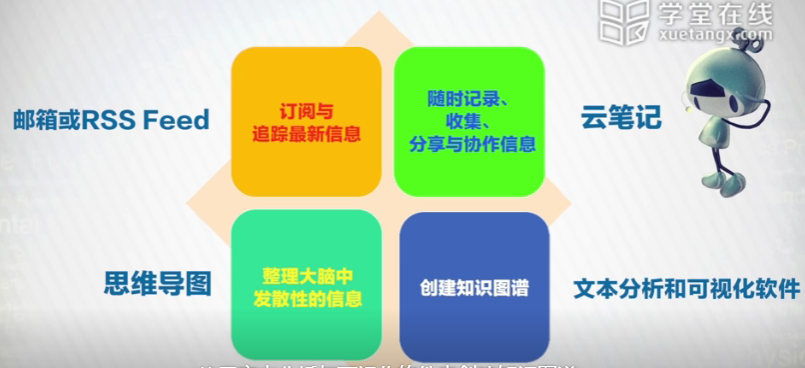 学堂在线
xuetangx.com
邮箱或RSS Feed
订阅与
追踪最新信息
随时记录、
收集、
分享与协作信息
云笔记
思维导图
整理大脑中
发散性的信息
创建知识图谱
文本分析和可视化软件